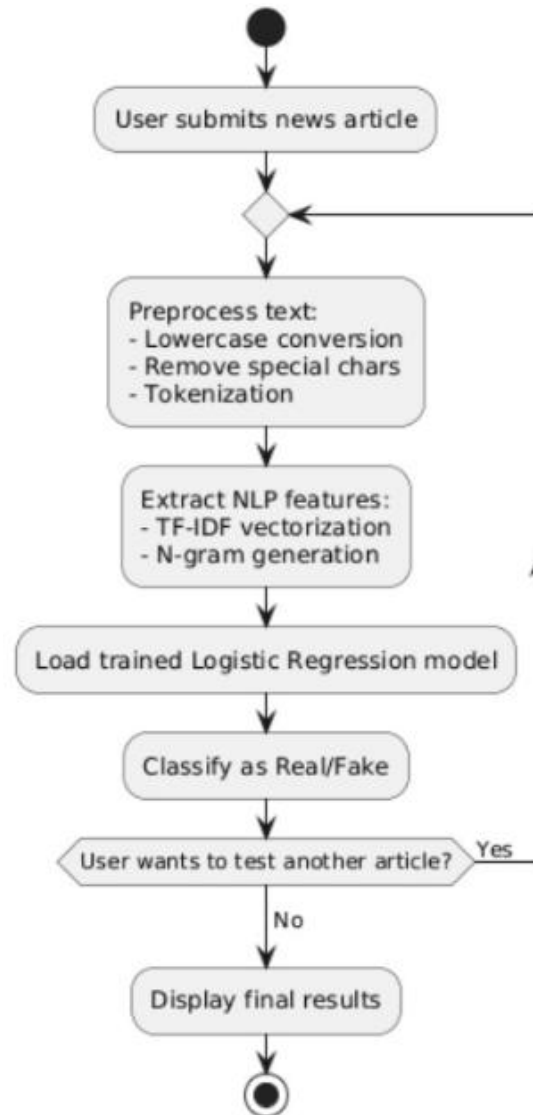 User submits news article
Preprocess text:
- Lowercase conversion
- Remove special chars
- Tokenization
Extract NLP features:
- TF-IDF vectorization
- N-gram generation
Load trained Logistic Regression model
Classify as Real/Fake
User wants to test another article?
Yes
No
Display final results